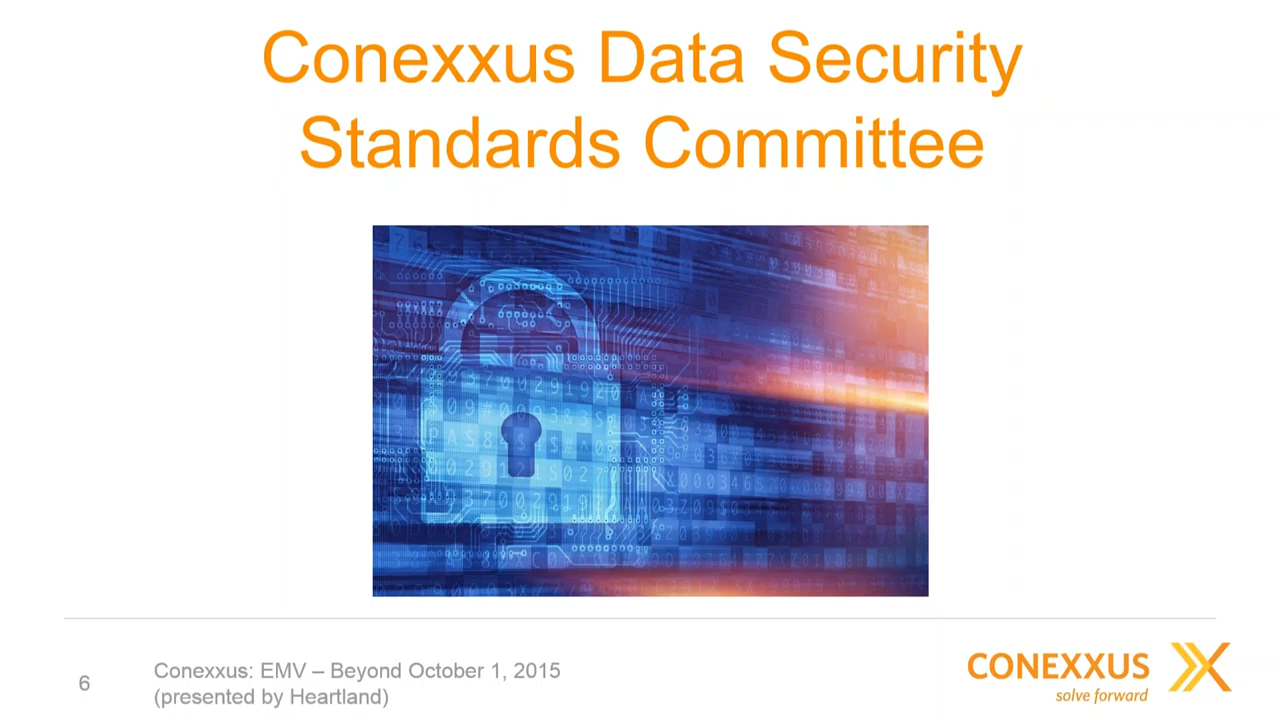 Conexxus Data Security
Standards Committee
6
Conexxus: EMV – Beyond October 1, 2015
(presented by Heartland)
CONEXXUS
solve forward